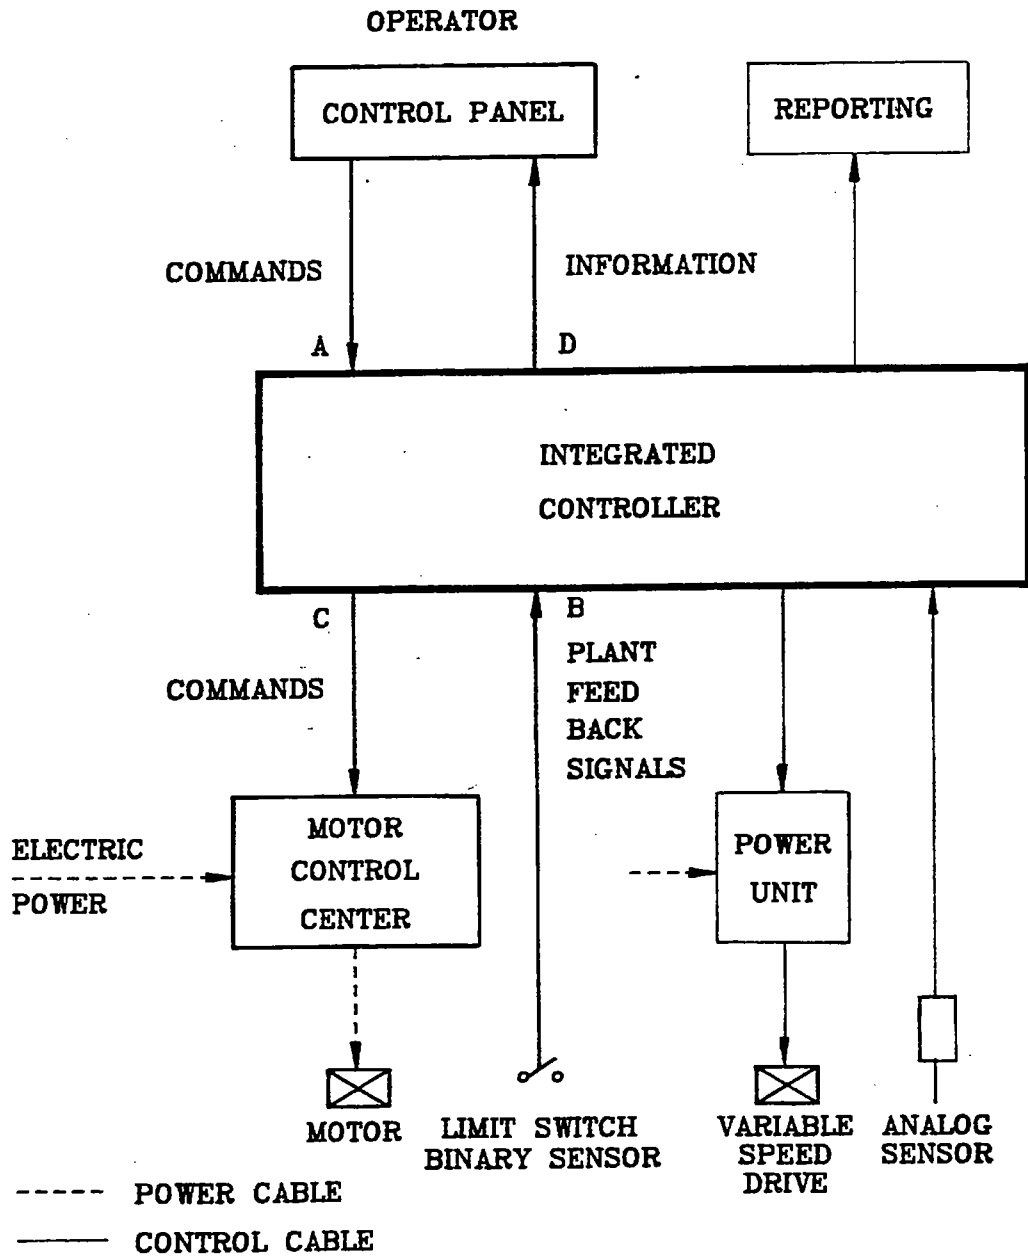 OPERATOR
CONTROL PANEL
REPORTING
COMMANDS
INFORMATION
A
D
INTEGRATED
CONTROLLER
C
B
PLANT
FEED
BACK
SIGNALS
COMMANDS
MOTOR
CONTROL
CENTER
ELECTRIC
POWER
POWER
UNIT
MOTOR
LIMIT SWITCH
BINARY SENSOR
VARIABLE
SPEED
DRIVE
ANALOG
SENSOR
POWER CABLE
CONTROL CABLE